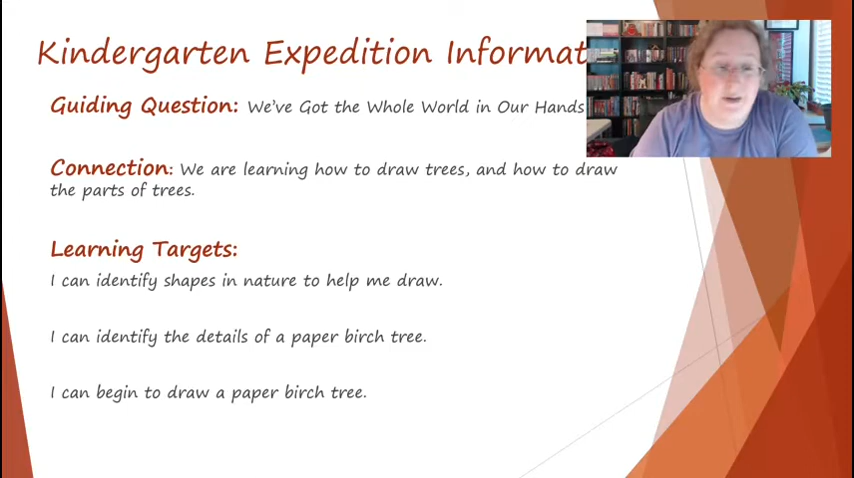 Kindergarten Expedition
Guiding Question: We've Got the Whole World in Our Hands
Connection: We are learning how to draw trees, and how to draw
the parts of trees.
Learning Targets:
I can identify shapes in nature to help me draw.
I can identify the details of a paper birch tree.
I can begin to draw a paper birch tree.